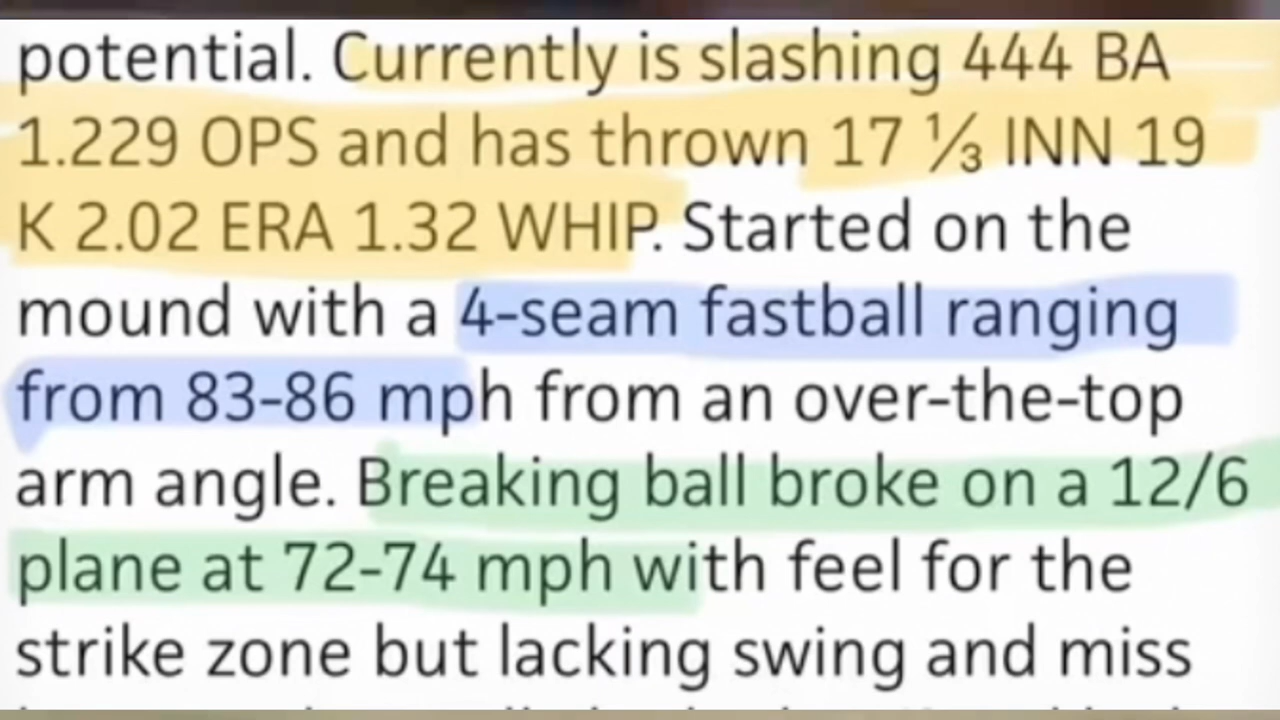 potential. Currently is slashing 444 BA
1.229 OPS and has thrown 17 ⅓ INN 19
K 2.02 ERA 1.32 WHIP. Started on the
mound with a 4-seam fastball ranging
from 83-86 mph from an over-the-top
arm angle. Breaking ball broke on a 12/6
plane at 72-74 mph with feel for the
strike zone but lacking swing and miss